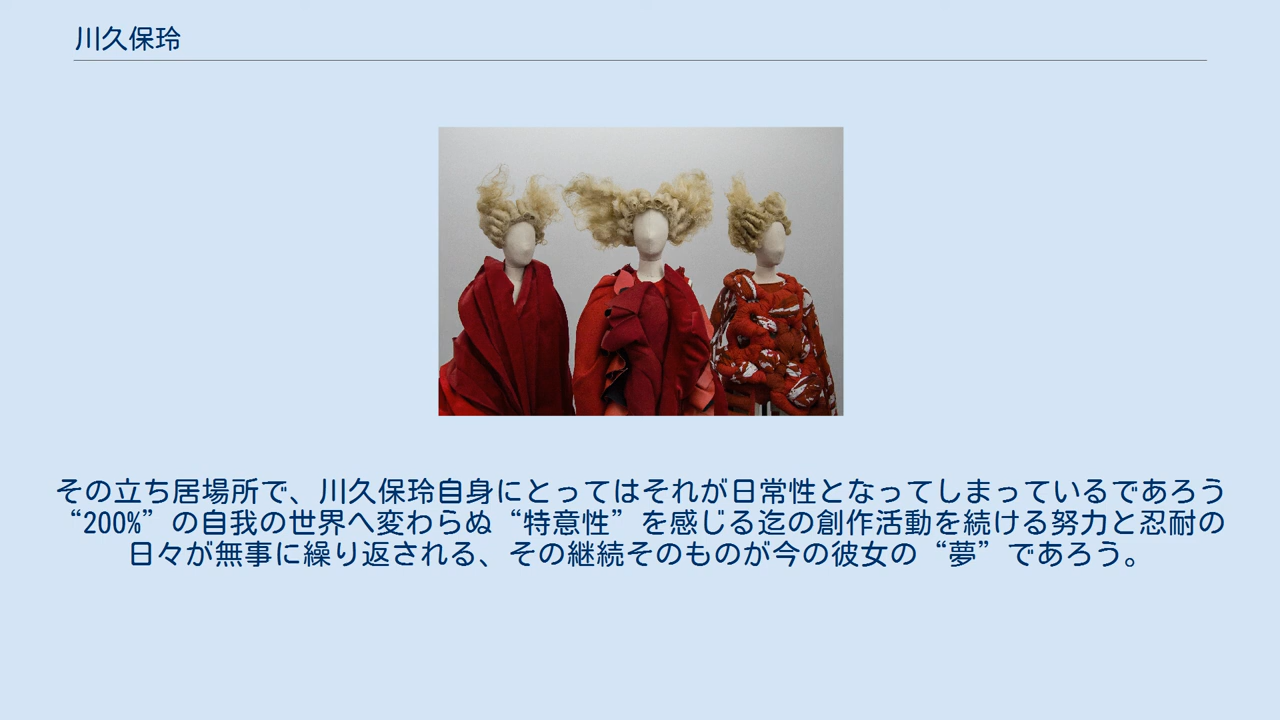 川久保玲
その立ち居場所で、川久保玲自身にとってはそれが日常性となってしまっているであろう
“200%”の自我の世界へ変わらぬ“特意性”を感じる迄の創作活動を続ける努力と忍耐の
日々が無事に繰り返される、その継続そのものが今の彼女の“夢”であろう。